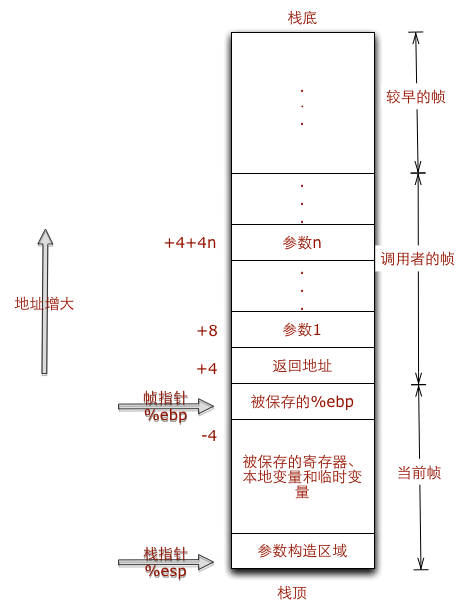 栈底
较早的帧
+4+4n
参数n
调用者的帧
地址增大
+8
参数1
+4
返回地址
帧指针
%ebp
被保存的%ebp
-4
被保存的寄存器、
本地变量和临时变
量
当前帧
栈指针
%esp
参数构造区域
栈顶